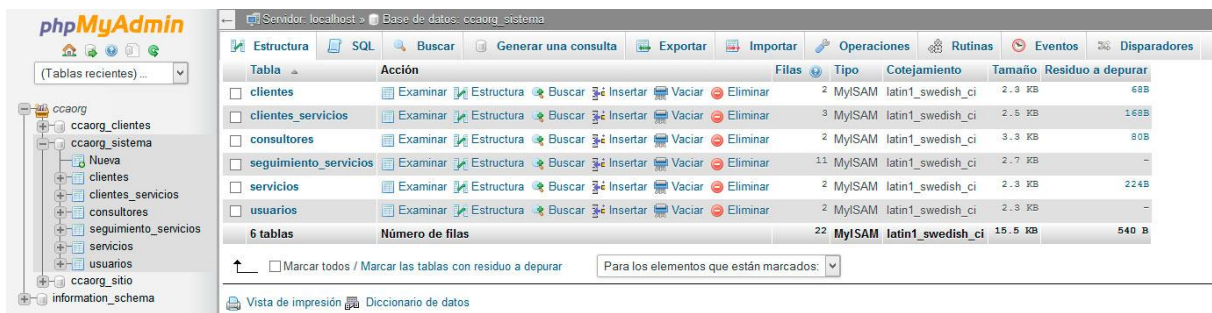 phpMyAdmin
(Tablas recientes) ...
ccaorg
ccaorg_clientes
ccaorg_sistema
Nueva
clientes
clientes_servicios
consultores
seguimiento_servicios
servicios
usuarios
ccaorg_sitio
information_schema
Servidor: localhost » Base de datos: ccaorg_sistema
Estructura SQL Buscar Generar una consulta Exportar Importar Operaciones Rutinas Eventos Disparadores
Tabla Acción Filas Tipo Cotejamiento Tamaño Residuo a depurar
clientes Examinar Estructura Buscar Insertar Vaciar Eliminar 2 MyISAM latin1_swedish_ci 2.3 KB 68B
clientes_servicios Examinar Estructura Buscar Insertar Vaciar Eliminar 3 MyISAM latin1_swedish_ci 2.5 KB 168B
consultores Examinar Estructura Buscar Insertar Vaciar Eliminar 2 MyISAM latin1_swedish_ci 3.3 KB 80B
seguimiento_servicios Examinar Estructura Buscar Insertar Vaciar Eliminar 11 MyISAM latin1_swedish_ci 2.7 KB -
servicios Examinar Estructura Buscar Insertar Vaciar Eliminar 2 MyISAM latin1_swedish_ci 2.3 KB 224B
usuarios Examinar Estructura Buscar Insertar Vaciar Eliminar 2 MyISAM latin1_swedish_ci 2.3 KB -
6 tablas Número de filas 22 MyISAM latin1_swedish_ci 15.5 KB 540 B
Marcar todos / Marcar las tablas con residuo a depurar Para los elementos que están marcados:
Vista de impresión Diccionario de datos